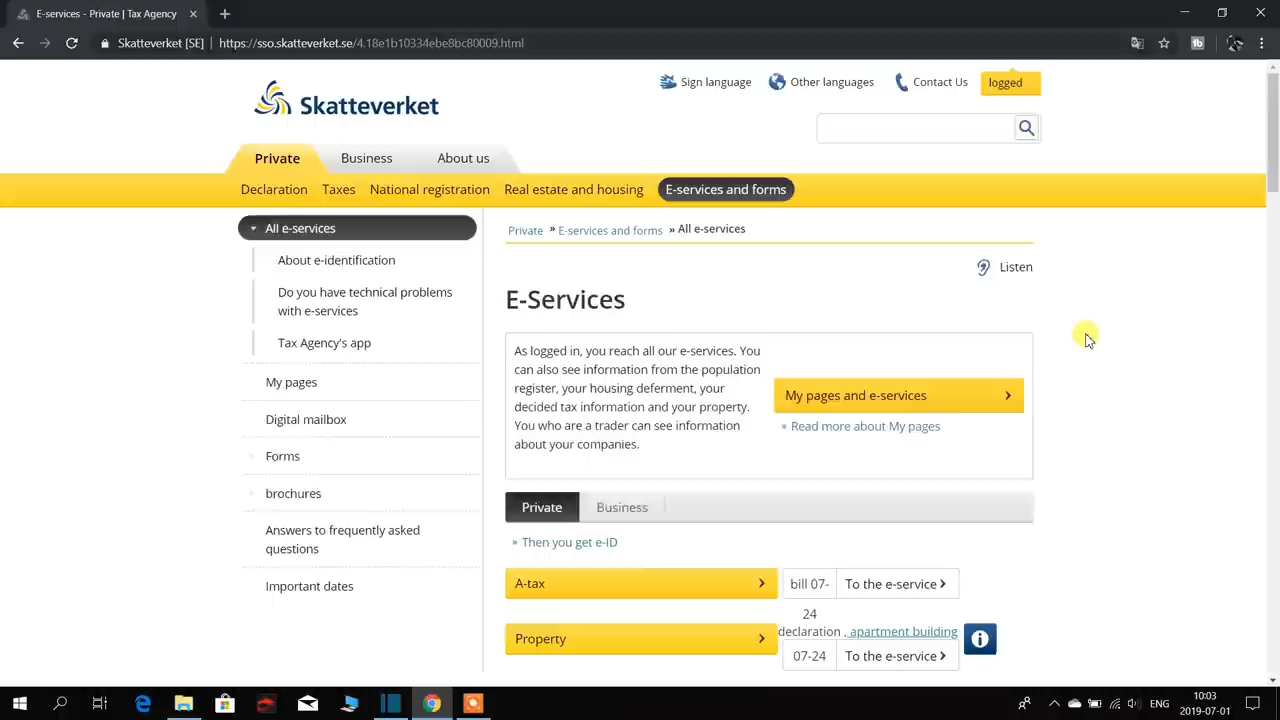 E-services - Private | Tax Agency
Skatteverket [SE] | https://sso.skatteverket.se/4.18e1b10334ebe8bc80009.html
Sign language
Other languages
Contact Us
logged
Skatteverket
Private
Business
About us
Declaration
Taxes
National registration
Real estate and housing
E-services and forms
All e-services
About e-identification
Do you have technical problems
with e-services
Tax Agency's app
My pages
Digital mailbox
Forms
brochures
Answers to frequently asked
questions
Important dates
Private » E-services and forms » All e-services
Listen
E-Services
As logged in, you reach all our e-services. You
can also see information from the population
register, your housing deferment, your
decided tax information and your property.
You who are a trader can see information
about your companies.
My pages and e-services
Read more about My pages
Private
Business
» Then you get e-ID
A-tax
bill 07-
24
To the e-service
Property
declaration , apartment building
07-24
To the e-service
ENG
10:03
2019-07-01